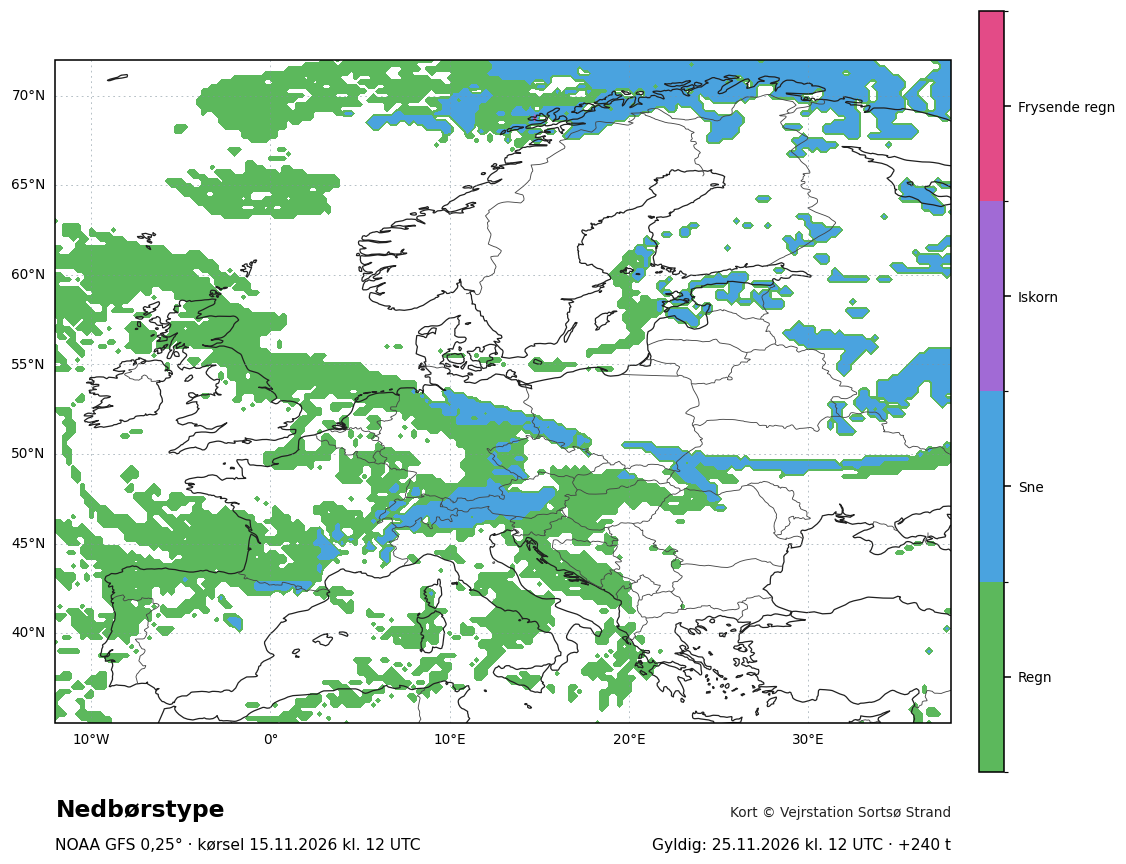 Frysende regn
Iskorn
Sne
Regn
70°N
65°N
60°N
55°N
50°N
45°N
40°N
10°W
0°
10°E
20°E
30°E
Nedbørstype
Kort © Vejrstation Sortsø Strand
NOAA GFS 0,25° · kørsel 15.11.2026 kl. 12 UTC
Gyldig: 25.11.2026 kl. 12 UTC · +240 t